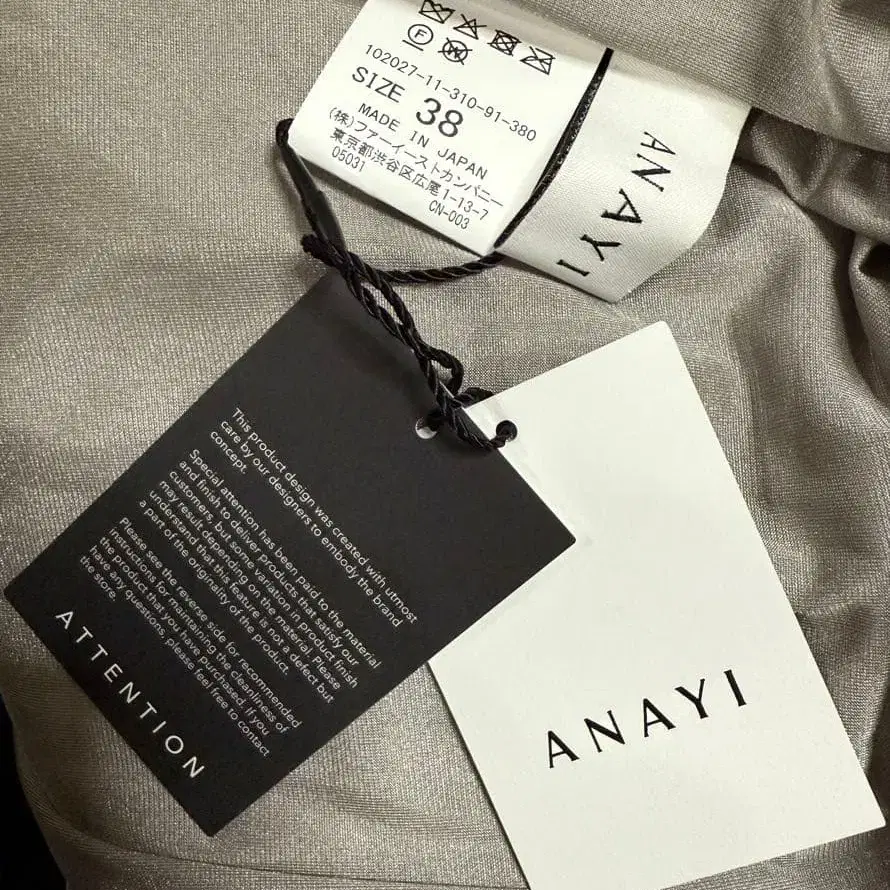 102027-11-310-91-380
SIZE 38
MADE IN JAPAN
(株)ファーイーストカンパニー
東京都渋谷区広尾1-13-7
05031 CN-003
ANAYI
This product design was created with utmost
care by our designers to embody the brand
concept.
Special attention has been paid to the material
and finish to deliver products that satisfy our
customers, but some variation in product finish
may result depending on the material. Please
understand that this feature is not a defect but
a part of the originality of the product.
Please see the reverse side for recommended
instructions for maintaining the cleanliness of
the product that you have purchased. If you
have any questions, please feel free to contact
the store.
ATTENTION
ANAYI